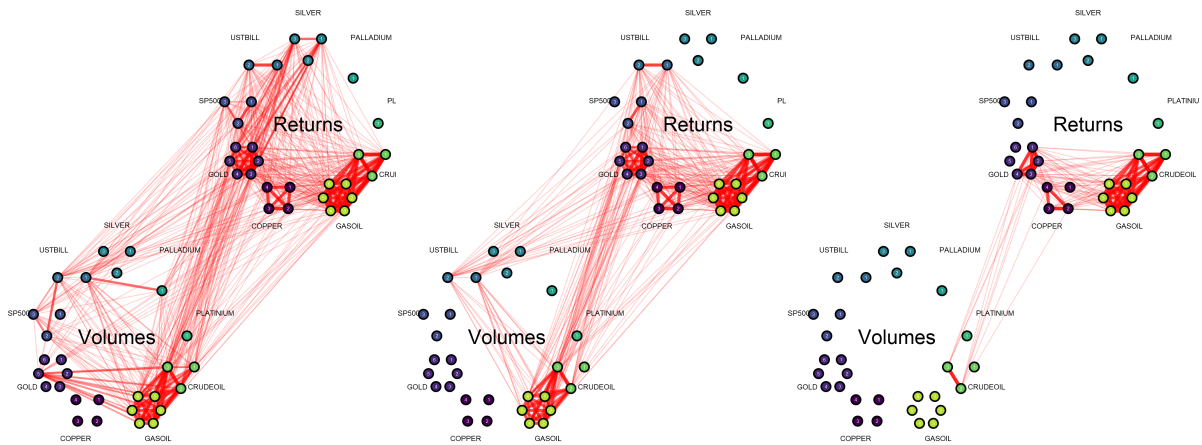 SILVER
USTBILL
PALLADIUM
SP500
PL
Returns
GOLD
CRUI
COPPER
GASOIL
SILVER
USTBILL
PALLADIUM
SP500
PLATINIUM
Volumes
GOLD
CRUDEOIL
COPPER
GASOIL
SILVER
USTBILL
PALLADIUM
SP500
PL
Returns
GOLD
CRUI
COPPER
GASOIL
SILVER
USTBILL
PALLADIUM
SP500
PLATINIUM
Volumes
GOLD
CRUDEOIL
COPPER
GASOIL
SILVER
USTBILL
PALLADIUM
SP500
PLATINIU
Returns
GOLD
CRUDEOIL
COPPER
GASOIL
SILVER
USTBILL
PALLADIUM
SP500
PLATINIUM
Volumes
GOLD
CRUDEOIL
COPPER
GASOIL